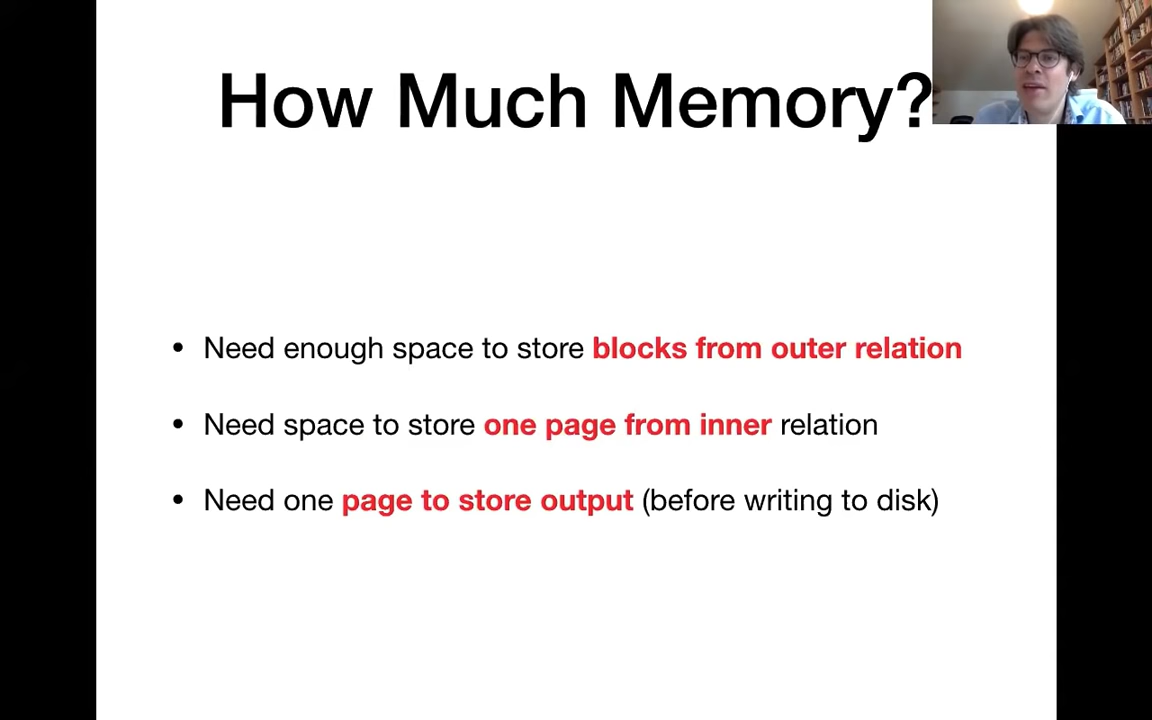 How Much Memory?
• Need enough space to store blocks from outer relation
• Need space to store one page from inner relation
• Need one page to store output (before writing to disk)